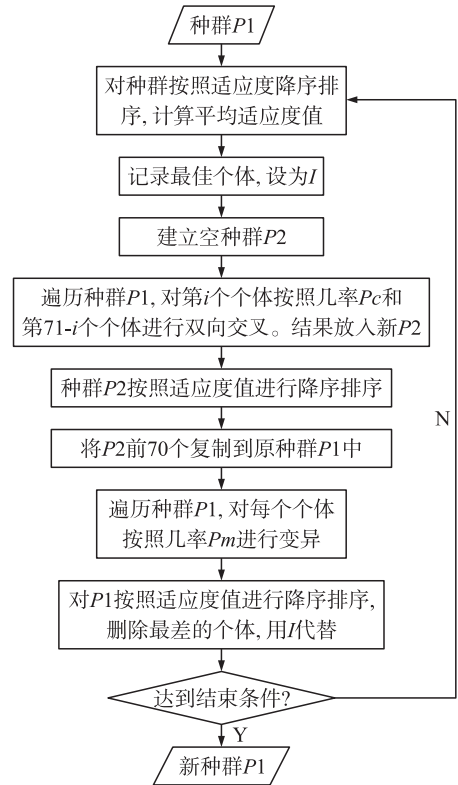 种群P1
对种群按照适应度降序排
序, 计算平均适应度值
记录最佳个体, 设为I
建立空种群P2
遍历种群P1, 对第i个个体按照几率Pc和
第71-i个个体进行双向交叉。结果放入新P2
种群P2按照适应度值进行降序排序
N
将P2前70个复制到原种群P1中
遍历种群P1, 对每个个体
按照几率Pm进行变异
对P1按照适应度值进行降序排序,
删除最差的个体, 用I代替
达到结束条件?
Y
新种群P1